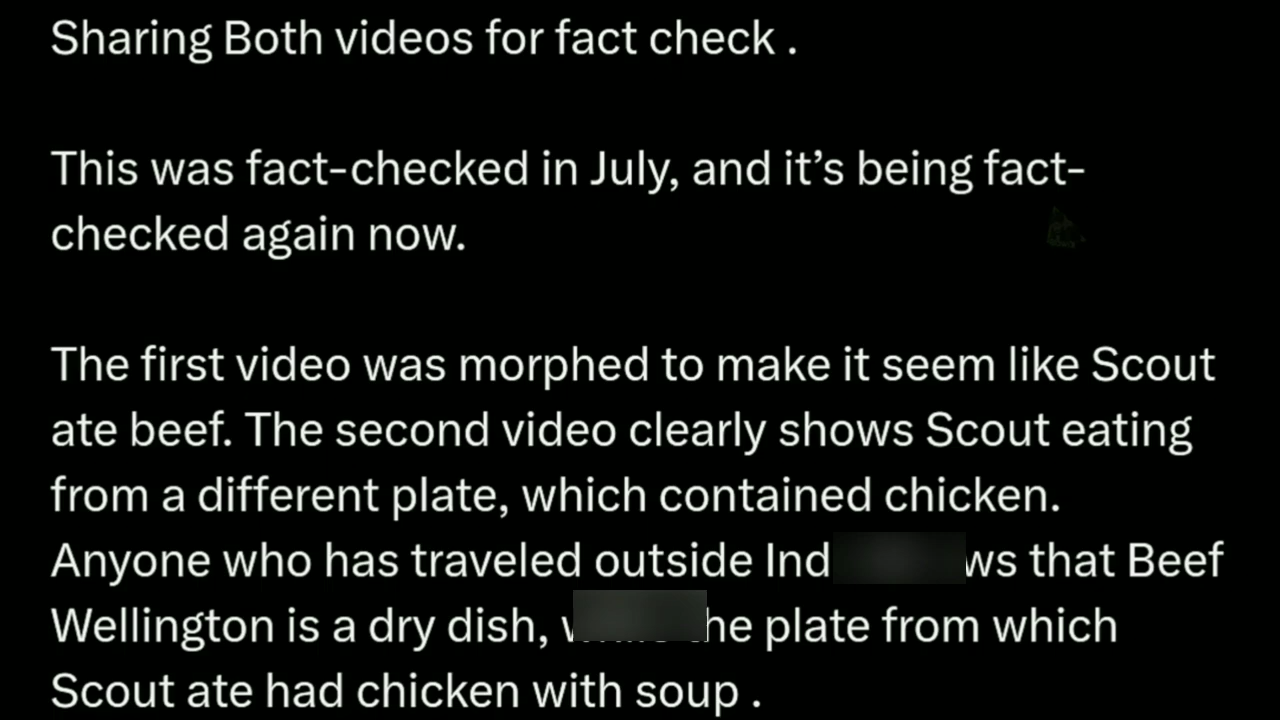 Sharing Both videos for fact check .
This was fact-checked in July, and it’s being fact-
checked again now.
The first video was morphed to make it seem like Scout
ate beef. The second video clearly shows Scout eating
from a different plate, which contained chicken.
Anyone who has traveled outside that Beef
Wellington is a dry dish, plate from which
Scout ate had chicken with soup .